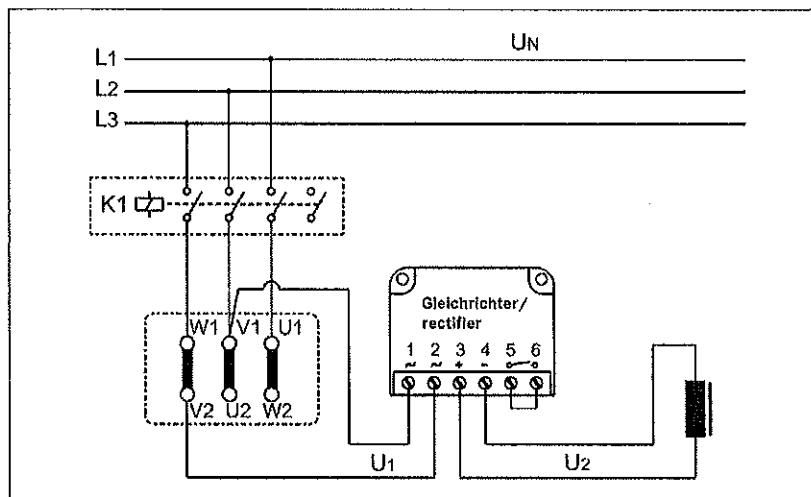 UN
L1
L2
L3
K1
Gleichrichter/
rectifier
W1 V1 U1
1 2 3 4 5 6
~ ~ + -
V2 U2 W2
U1 U2